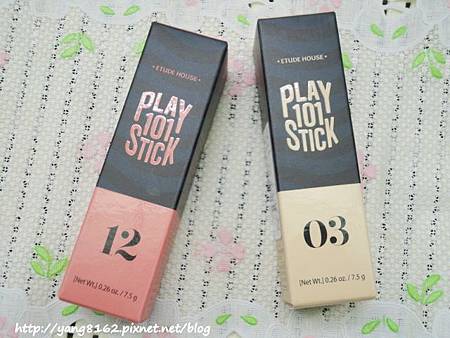 • ETUDE HOUSE •
PLAY
101
STICK
12
[Net Wt.] 0.26 oz. / 7.5 g
• ETUDE HOUSE •
PLAY
101
STICK
03
[Net Wt.] 0.26 oz. / 7.5 g
http://yang8162.pixnet.net/blog